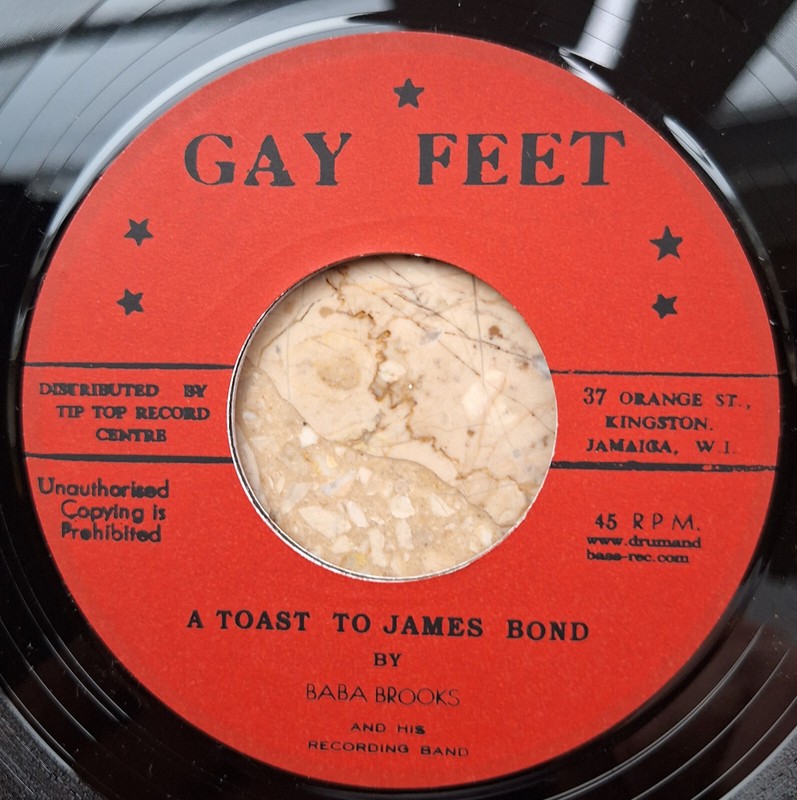 GAY FEET
DISTRIBUTED BY
TIP TOP RECORD
CENTRE
37 ORANGE ST.,
KINGSTON.
JAMAICA, W.I.
Unauthorised
Copying is
Prohibited
45 R P M.
www.drumand
bass-rec.com
A TOAST TO JAMES BOND
BY
BABA BROOKS
AND HIS
RECORDING BAND